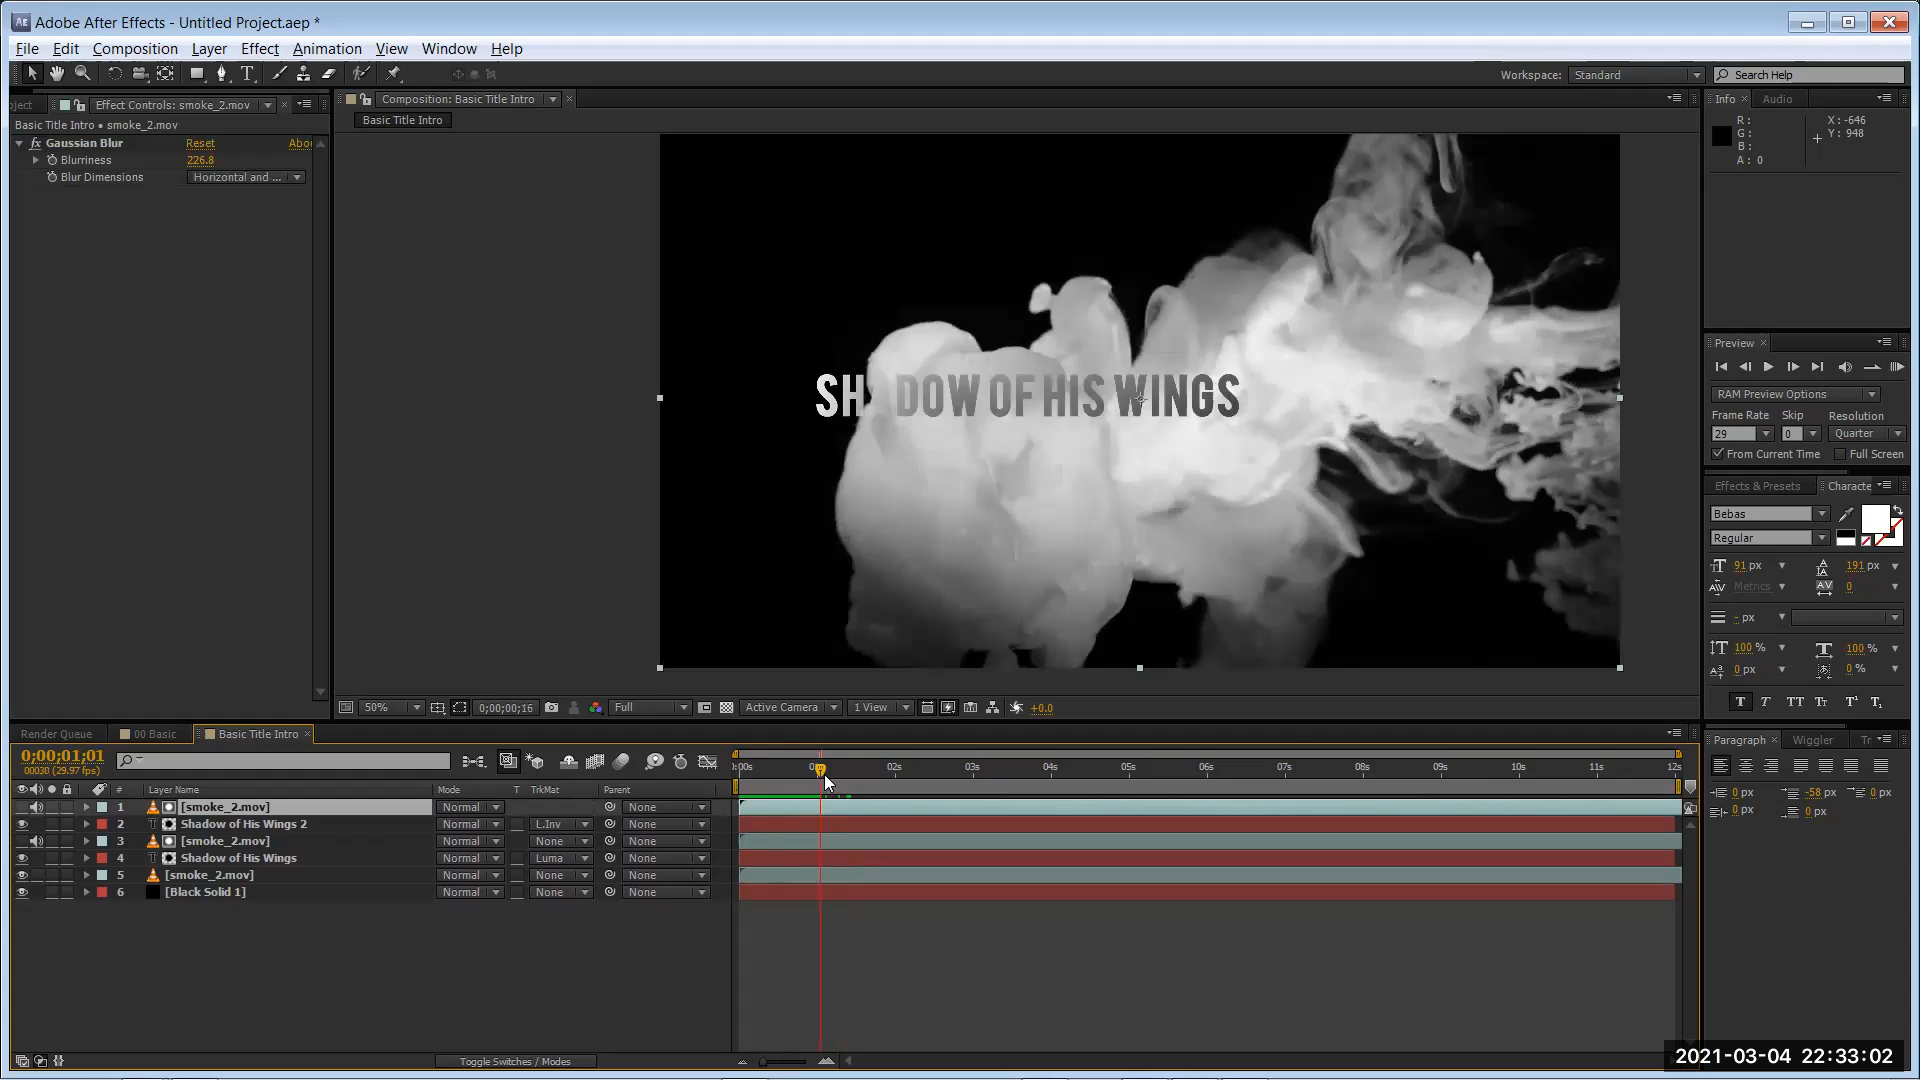 Adobe After Effects - Untitled Project.aep *
File Edit Composition Layer Effect Animation View Window Help
Workspace: Standard Search Help
Effect Controls: smoke_2.mov
Composition: Basic Title Intro
Info Audio
Basic Title Intro • smoke_2.mov
Basic Title Intro
Gaussian Blur Reset
Blurriness 226.8
Blur Dimensions Horizontal and ...
R :
G :
B :
A : 0
X : -646
Y : 948
SHADOW OF HIS WINGS
Preview
RAM Preview Options
Frame Rate Skip Resolution
29 0 Quarter
From Current Time Full Screen
Effects & Presets Characte
Bebas
Regular
91 px 191 px
Metrics 0
- px
100 % 100 %
0 px 0 %
50% 0;00;00;16 Full Active Camera 1 View +0.0
Render Queue 00 Basic Basic Title Intro
Paragraph Wiggler Tr
0 px -58 px 0 px
0 px 0 px
0;00;01;01
00030 (29.97 fps)
:00s 02s 03s 04s 05s 06s 07s 08s 09s 10s 11s 12s
# Layer Name Mode T TrkMat Parent
1 [smoke_2.mov] Normal None
2 Shadow of His Wings 2 Normal L.Inv None
3 [smoke_2.mov] Normal None None
4 Shadow of His Wings Normal Luma None
5 [smoke_2.mov] Normal None None
6 [Black Solid 1] Normal None None
Toggle Switches / Modes
2021-03-04 22:33:02